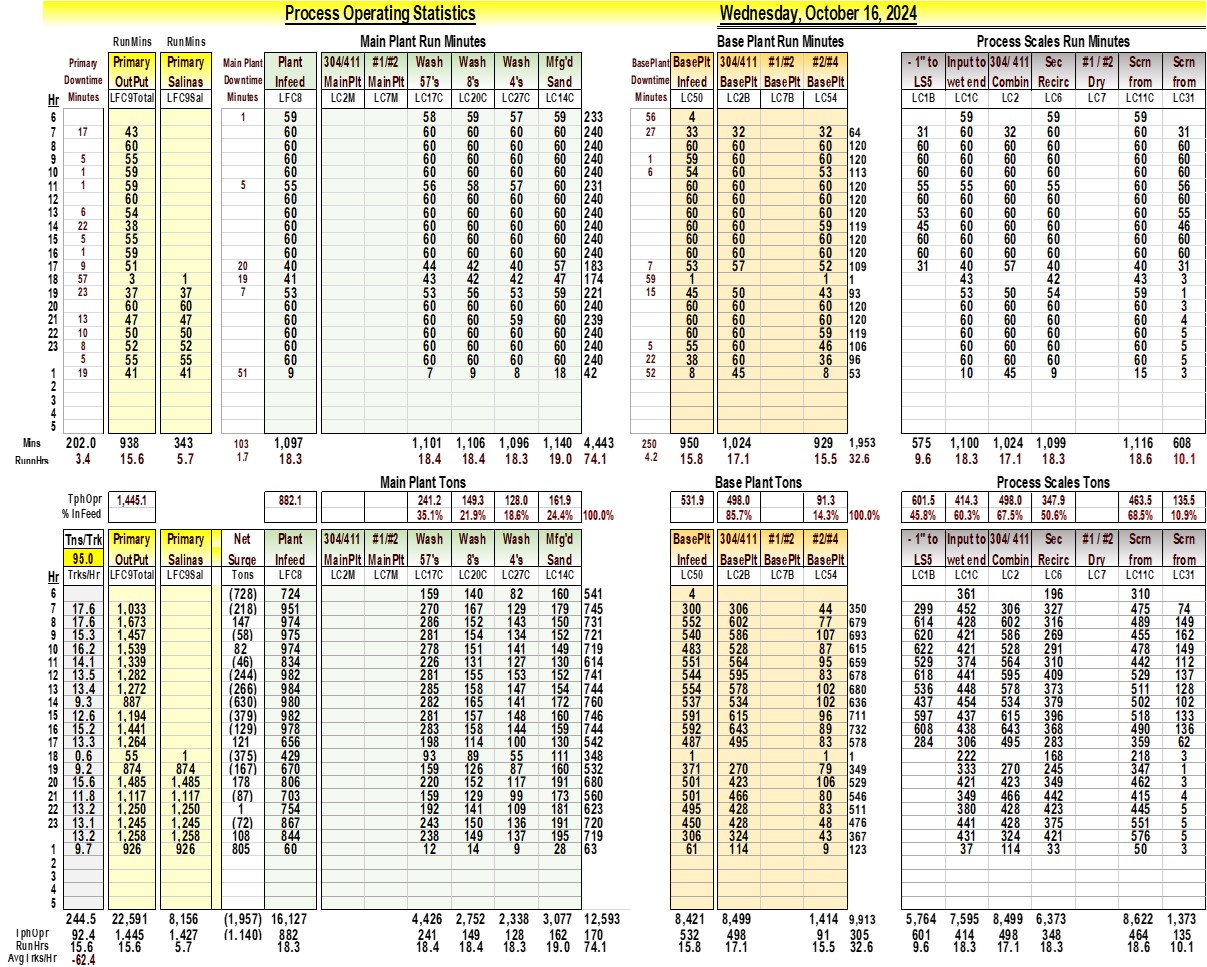 Process Operating Statistics Wednesday, October 16, 2024
RunMins RunMins Main Plant Run Minutes Base Plant Run Minutes Process Scales Run Minutes
Primary Primary Primary Main Plant Plant 304/411 #1/#2 Wash Wash Wash Mfg'd BasePlant BasePlt 304/411 #1/#2 #2/#4 - 1" to Input to 304/ 411 Sec #1 / #2 Scrn Scrn
Downtime OutPut Salinas Downtime Infeed MainPlt MainPlt 57's 8's 4's Sand Downtime Infeed BasePlt BasePlt BasePlt LS5 wet end Combin Recirc Dry from from
Hr Minutes LFC9Total LFC9Sal Minutes LFC8 LC2M LC7M LC17C LC20C LC27C LC14C Minutes LC50 LC2B LC7B LC54 LC1B LC1C LC2 LC6 LC7 LC11C LC31
6 1 59 58 59 57 59 233 56 4 59 59 59
7 17 43 60 60 60 60 60 240 27 33 32 32 64 31 60 32 60 60 31
8 60 60 60 60 60 60 240 60 60 60 120 60 60 60 60 60 60
9 5 55 60 60 60 60 60 240 1 59 60 60 120 60 60 60 60 60 60
10 1 59 60 60 60 60 60 240 6 54 60 53 113 60 60 60 60 60 60
11 1 59 5 55 56 58 57 60 231 60 60 60 120 55 55 60 55 60 56
12 60 60 60 60 60 60 240 60 60 60 120 60 60 60 60 60 60
13 6 54 60 60 60 60 60 240 60 60 60 120 53 60 60 60 60 55
14 22 38 60 60 60 60 60 240 60 60 59 119 45 60 60 60 60 46
15 5 55 60 60 60 60 60 240 60 60 60 120 60 60 60 60 60 60
16 1 59 60 60 60 60 60 240 60 60 60 120 60 60 60 60 60 60
17 9 51 20 40 44 42 40 57 183 7 53 57 52 109 31 40 57 40 40 31
18 57 3 1 19 41 43 42 42 47 174 59 1 1 1 43 42 43 3
19 23 37 37 7 53 53 56 53 59 221 15 45 50 43 93 53 50 54 59 1
20 60 60 60 60 60 60 60 240 60 60 60 120 60 60 60 60 3
21 13 47 47 60 60 60 59 60 239 60 60 60 120 60 60 60 60 4
22 10 50 50 60 60 60 60 60 240 60 60 59 119 60 60 60 60 5
23 8 52 52 60 60 60 60 60 240 5 55 60 46 106 60 60 60 60 5
5 55 55 60 60 60 60 60 240 22 38 60 36 96 60 60 60 60 5
1 19 41 41 51 9 7 9 8 18 42 52 8 45 8 53 10 45 9 15 3
2
3
4
5
Mins 202.0 938 343 103 1,097 1,101 1,106 1,096 1,140 4,443 250 950 1,024 929 1,953 575 1,100 1,024 1,099 1,116 608
RunnHrs 3.4 15.6 5.7 1.7 18.3 18.4 18.4 18.3 19.0 74.1 4.2 15.8 17.1 15.5 32.6 9.6 18.3 17.1 18.3 18.6 10.1
Main Plant Tons Base Plant Tons Process Scales Tons
TphOpr 1,445.1 882.1 241.2 149.3 128.0 161.9 531.9 498.0 91.3 601.5 414.3 498.0 347.9 463.5 135.5
% InFeed 35.1% 21.9% 18.6% 24.4% 100.0% 85.7% 14.3% 100.0% 45.8% 60.3% 67.5% 50.6% 68.5% 10.9%
Tns/Trk Primary Primary Net Plant 304/411 #1/#2 Wash Wash Wash Mfg'd BasePlt 304/411 #1/#2 #2/#4 - 1" to Input to 304/ 411 Sec #1 / #2 Scrn Scrn
95.0 OutPut Salinas Surge Infeed MainPlt MainPlt 57's 8's 4's Sand Infeed BasePlt BasePlt BasePlt LS5 wet end Combin Recirc Dry from from
Hr Trks/Hr LFC9Total LFC9Sal Tons LFC8 LC2M LC7M LC17C LC20C LC27C LC14C LC50 LC2B LC7B LC54 LC1B LC1C LC2 LC6 LC7 LC11C LC31
6 (728) 724 159 140 82 160 541 4 361 196 310
7 17.6 1,033 (218) 951 270 167 129 179 745 300 306 44 350 299 452 306 327 475 74
8 17.6 1,673 147 974 286 152 143 150 731 552 602 77 679 614 428 602 316 489 149
9 15.3 1,457 (58) 975 281 154 134 152 721 540 586 107 693 620 421 586 269 455 162
10 16.2 1,539 82 974 278 151 141 149 719 483 528 87 615 622 421 528 291 478 149
11 14.1 1,339 (46) 834 226 131 127 130 614 551 564 95 659 529 374 564 310 442 112
12 13.5 1,282 (244) 982 281 155 153 152 741 544 595 83 678 618 441 595 409 529 137
13 13.4 1,272 (266) 984 285 158 147 154 744 554 578 102 680 536 448 578 373 511 128
14 9.3 887 (630) 980 282 165 141 172 760 537 534 102 636 437 454 534 379 502 102
15 12.6 1,194 (379) 982 281 157 148 160 746 591 615 96 711 597 437 615 396 518 133
16 15.2 1,441 (129) 978 283 158 144 159 744 592 643 89 732 608 438 643 368 490 136
17 13.3 1,264 121 656 198 114 100 130 542 487 495 83 578 284 306 495 283 359 62
18 0.6 55 1 (375) 429 93 89 55 111 348 1 1 1 222 168 218 3
19 9.2 874 874 (167) 670 159 126 87 160 532 371 270 79 349 333 270 245 347 1
20 15.6 1,485 1,485 178 806 220 152 117 191 680 501 423 106 529 421 423 349 462 3
21 11.8 1,117 1,117 (87) 703 159 129 99 173 560 501 466 80 546 349 466 442 415 4
22 13.2 1,250 1,250 1 754 192 141 109 181 623 495 428 83 511 380 428 423 445 5
23 13.1 1,245 1,245 (72) 867 243 150 136 191 720 450 428 48 476 441 428 375 551 5
13.2 1,258 1,258 108 844 238 149 137 195 719 306 324 43 367 431 324 421 576 5
1 9.7 926 926 805 60 12 14 9 28 63 61 114 9 123 37 114 33 50 3
2
3
4
5
244.5 22,591 8,156 (1,957) 16,127 4,426 2,752 2,338 3,077 12,593 8,421 8,499 1,414 9,913 5,764 7,595 8,499 6,373 8,622 1,373
TphOpr 92.4 1,445 1,427 (1,140) 882 241 149 128 162 170 532 498 91 305 601 414 498 348 464 135
RunHrs 15.6 15.6 5.7 18.3 18.4 18.4 18.3 19.0 74.1 15.8 17.1 15.5 32.6 9.6 18.3 17.1 18.3 18.6 10.1
AvgTrks/Hr -62.4